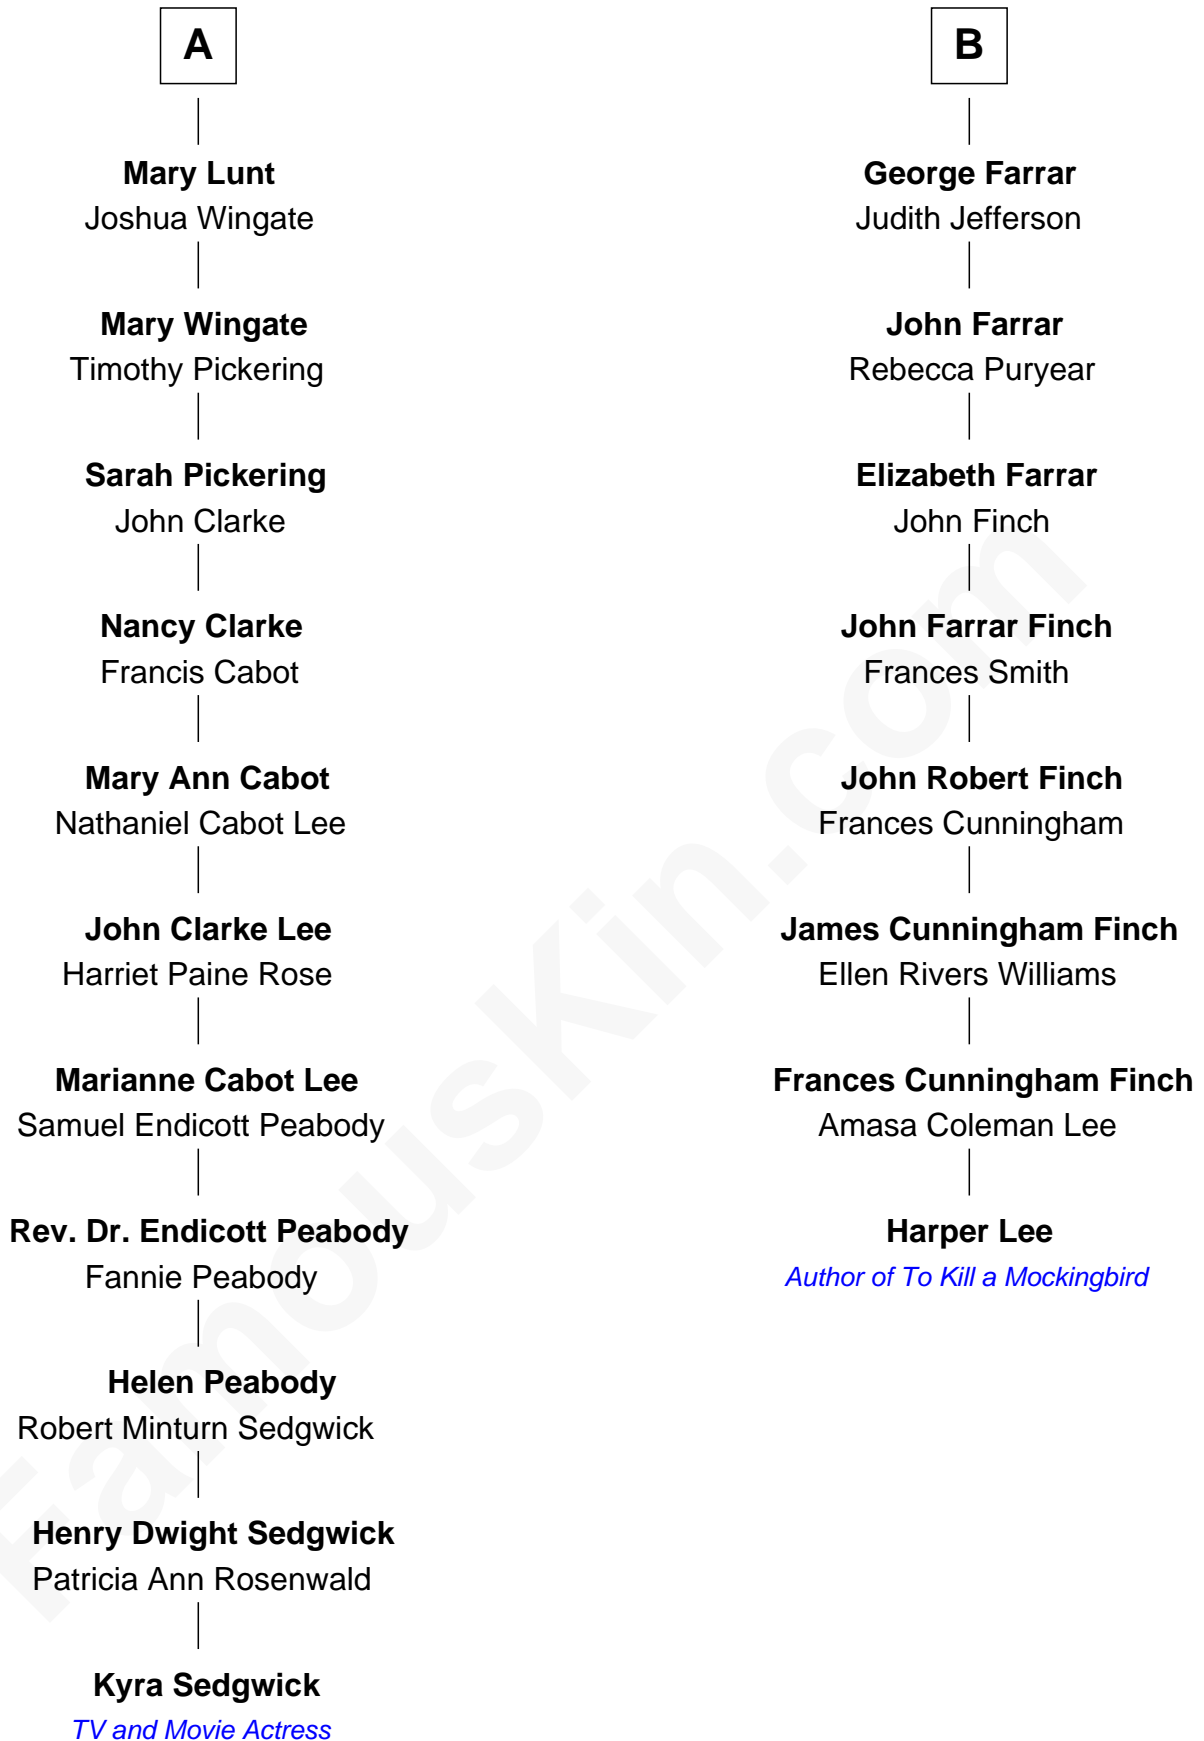 A
Mary Lunt
Joshua Wingate
Mary Wingate
Timothy Pickering
Sarah Pickering
John Clarke
Nancy Clarke
Francis Cabot
Mary Ann Cabot
Nathaniel Cabot Lee
John Clarke Lee
Harriet Paine Rose
Marianne Cabot Lee
Samuel Endicott Peabody
Rev. Dr. Endicott Peabody
Fannie Peabody
Helen Peabody
Robert Minturn Sedgwick
Henry Dwight Sedgwick
Patricia Ann Rosenwald
Kyra Sedgwick
TV and Movie Actress
B
George Farrar
Judith Jefferson
John Farrar
Rebecca Puryear
Elizabeth Farrar
John Finch
John Farrar Finch
Frances Smith
John Robert Finch
Frances Cunningham
James Cunningham Finch
Ellen Rivers Williams
Frances Cunningham Finch
Amasa Coleman Lee
Harper Lee
Author of To Kill a Mockingbird
FamousKin.com